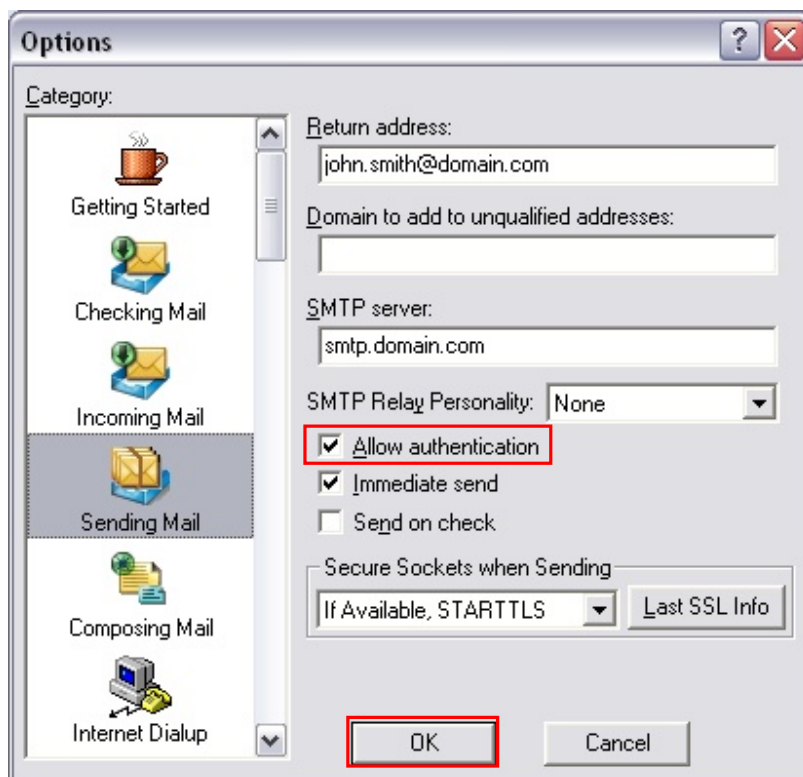 Options
Category:
Getting Started
Checking Mail
Incoming Mail
Sending Mail
Composing Mail
Internet Dialup
Return address:
john.smith@domain.com
Domain to add to unqualified addresses:
SMTP server:
smtp.domain.com
SMTP Relay Personality: None
Allow authentication
Immediate send
Send on check
Secure Sockets when Sending
If Available, STARTTLS Last SSL Info
OK Cancel